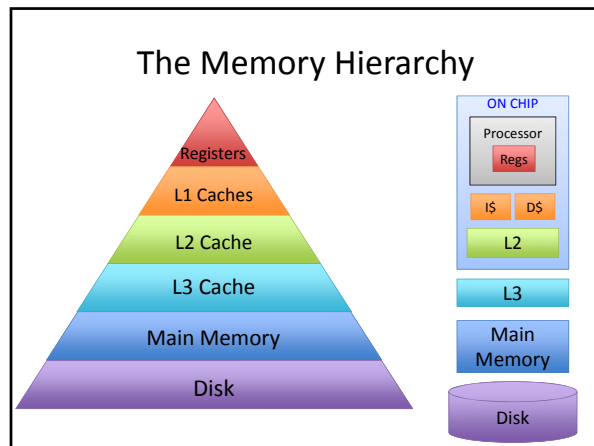 The Memory Hierarchy
Registers
L1 Caches
L2 Cache
L3 Cache
Main Memory
Disk
ON CHIP
Processor
Regs
I$ D$
L2
L3
Main
Memory
Disk